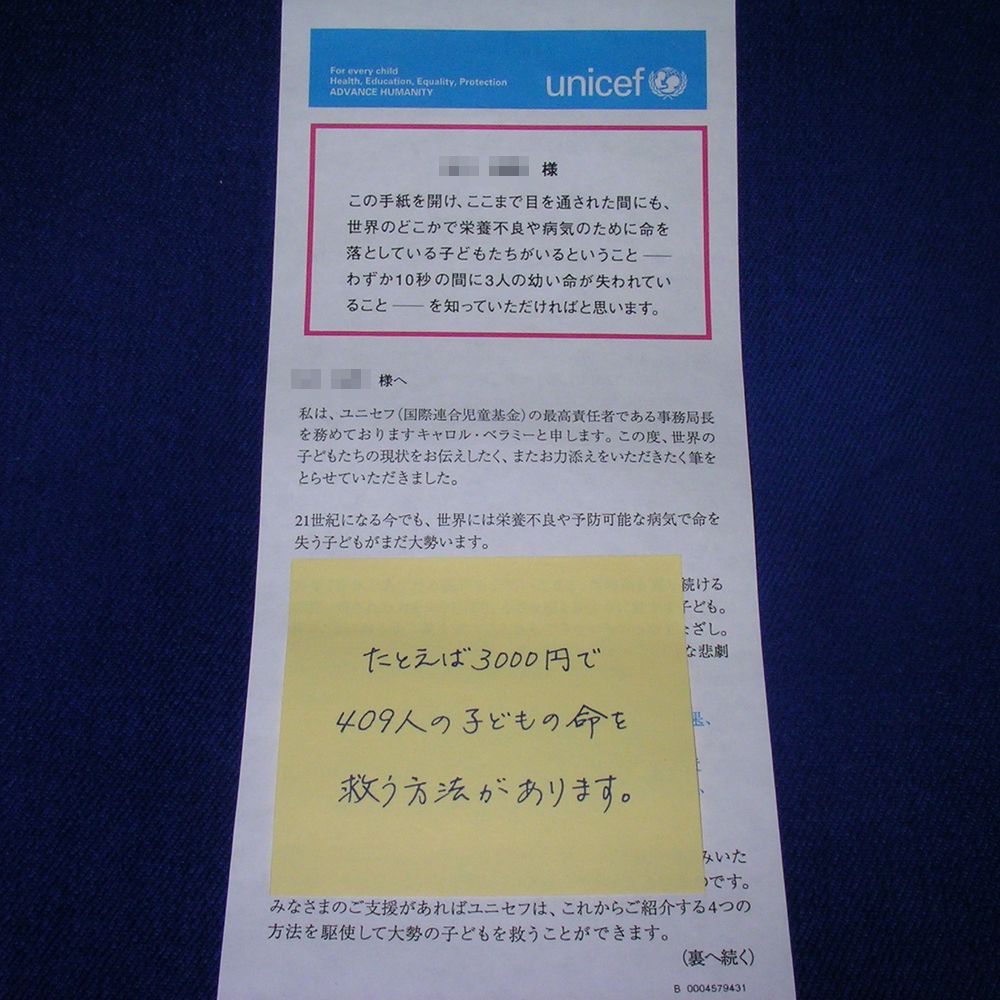 For every child
Health, Education, Equality, Protection
ADVANCE HUMANITY
unicef
様
この手紙を開け、ここまで目を通された間にも、
世界のどこかで栄養不良や病気のために命を
落としている子どもたちがいるということ ――
わずか10秒の間に3人の幼い命が失われてい
ること ―― を知っていただければと思います。
様へ
私は、ユニセフ(国際連合児童基金)の最高責任者である事務局長
を務めておりますキャロル・ベラミーと申します。この度、世界の
子どもたちの現状をお伝えしたく、またお力添えをいただきたく筆を
とらせていただきました。
21世紀になる今でも、世界には栄養不良や予防可能な病気で命を
失う子どもがまだ大勢います。
続ける
子ども。
ざし。
な悲劇
たとえば3000円で
409人の子どもの命を
救う方法があります。
みいた
のです。
みなさまのご支援があればユニセフは、これからご紹介する4つの
方法を駆使して大勢の子どもを救うことができます。
(裏へ続く)
B 0004579431